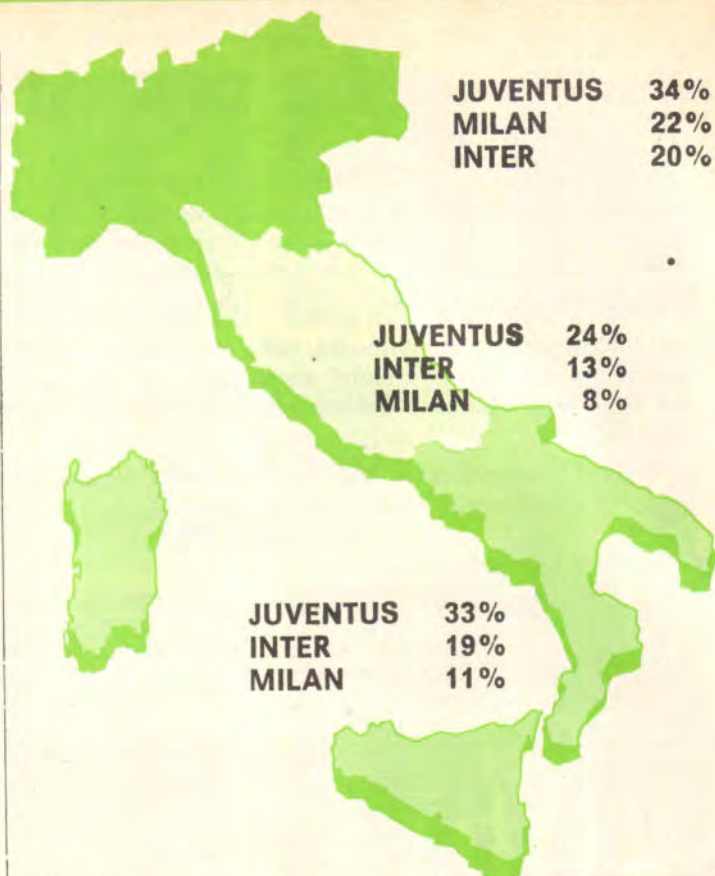 JUVENTUS 34%
MILAN 22%
INTER 20%
JUVENTUS 24%
INTER 13%
MILAN 8%
JUVENTUS 33%
INTER 19%
MILAN 11%